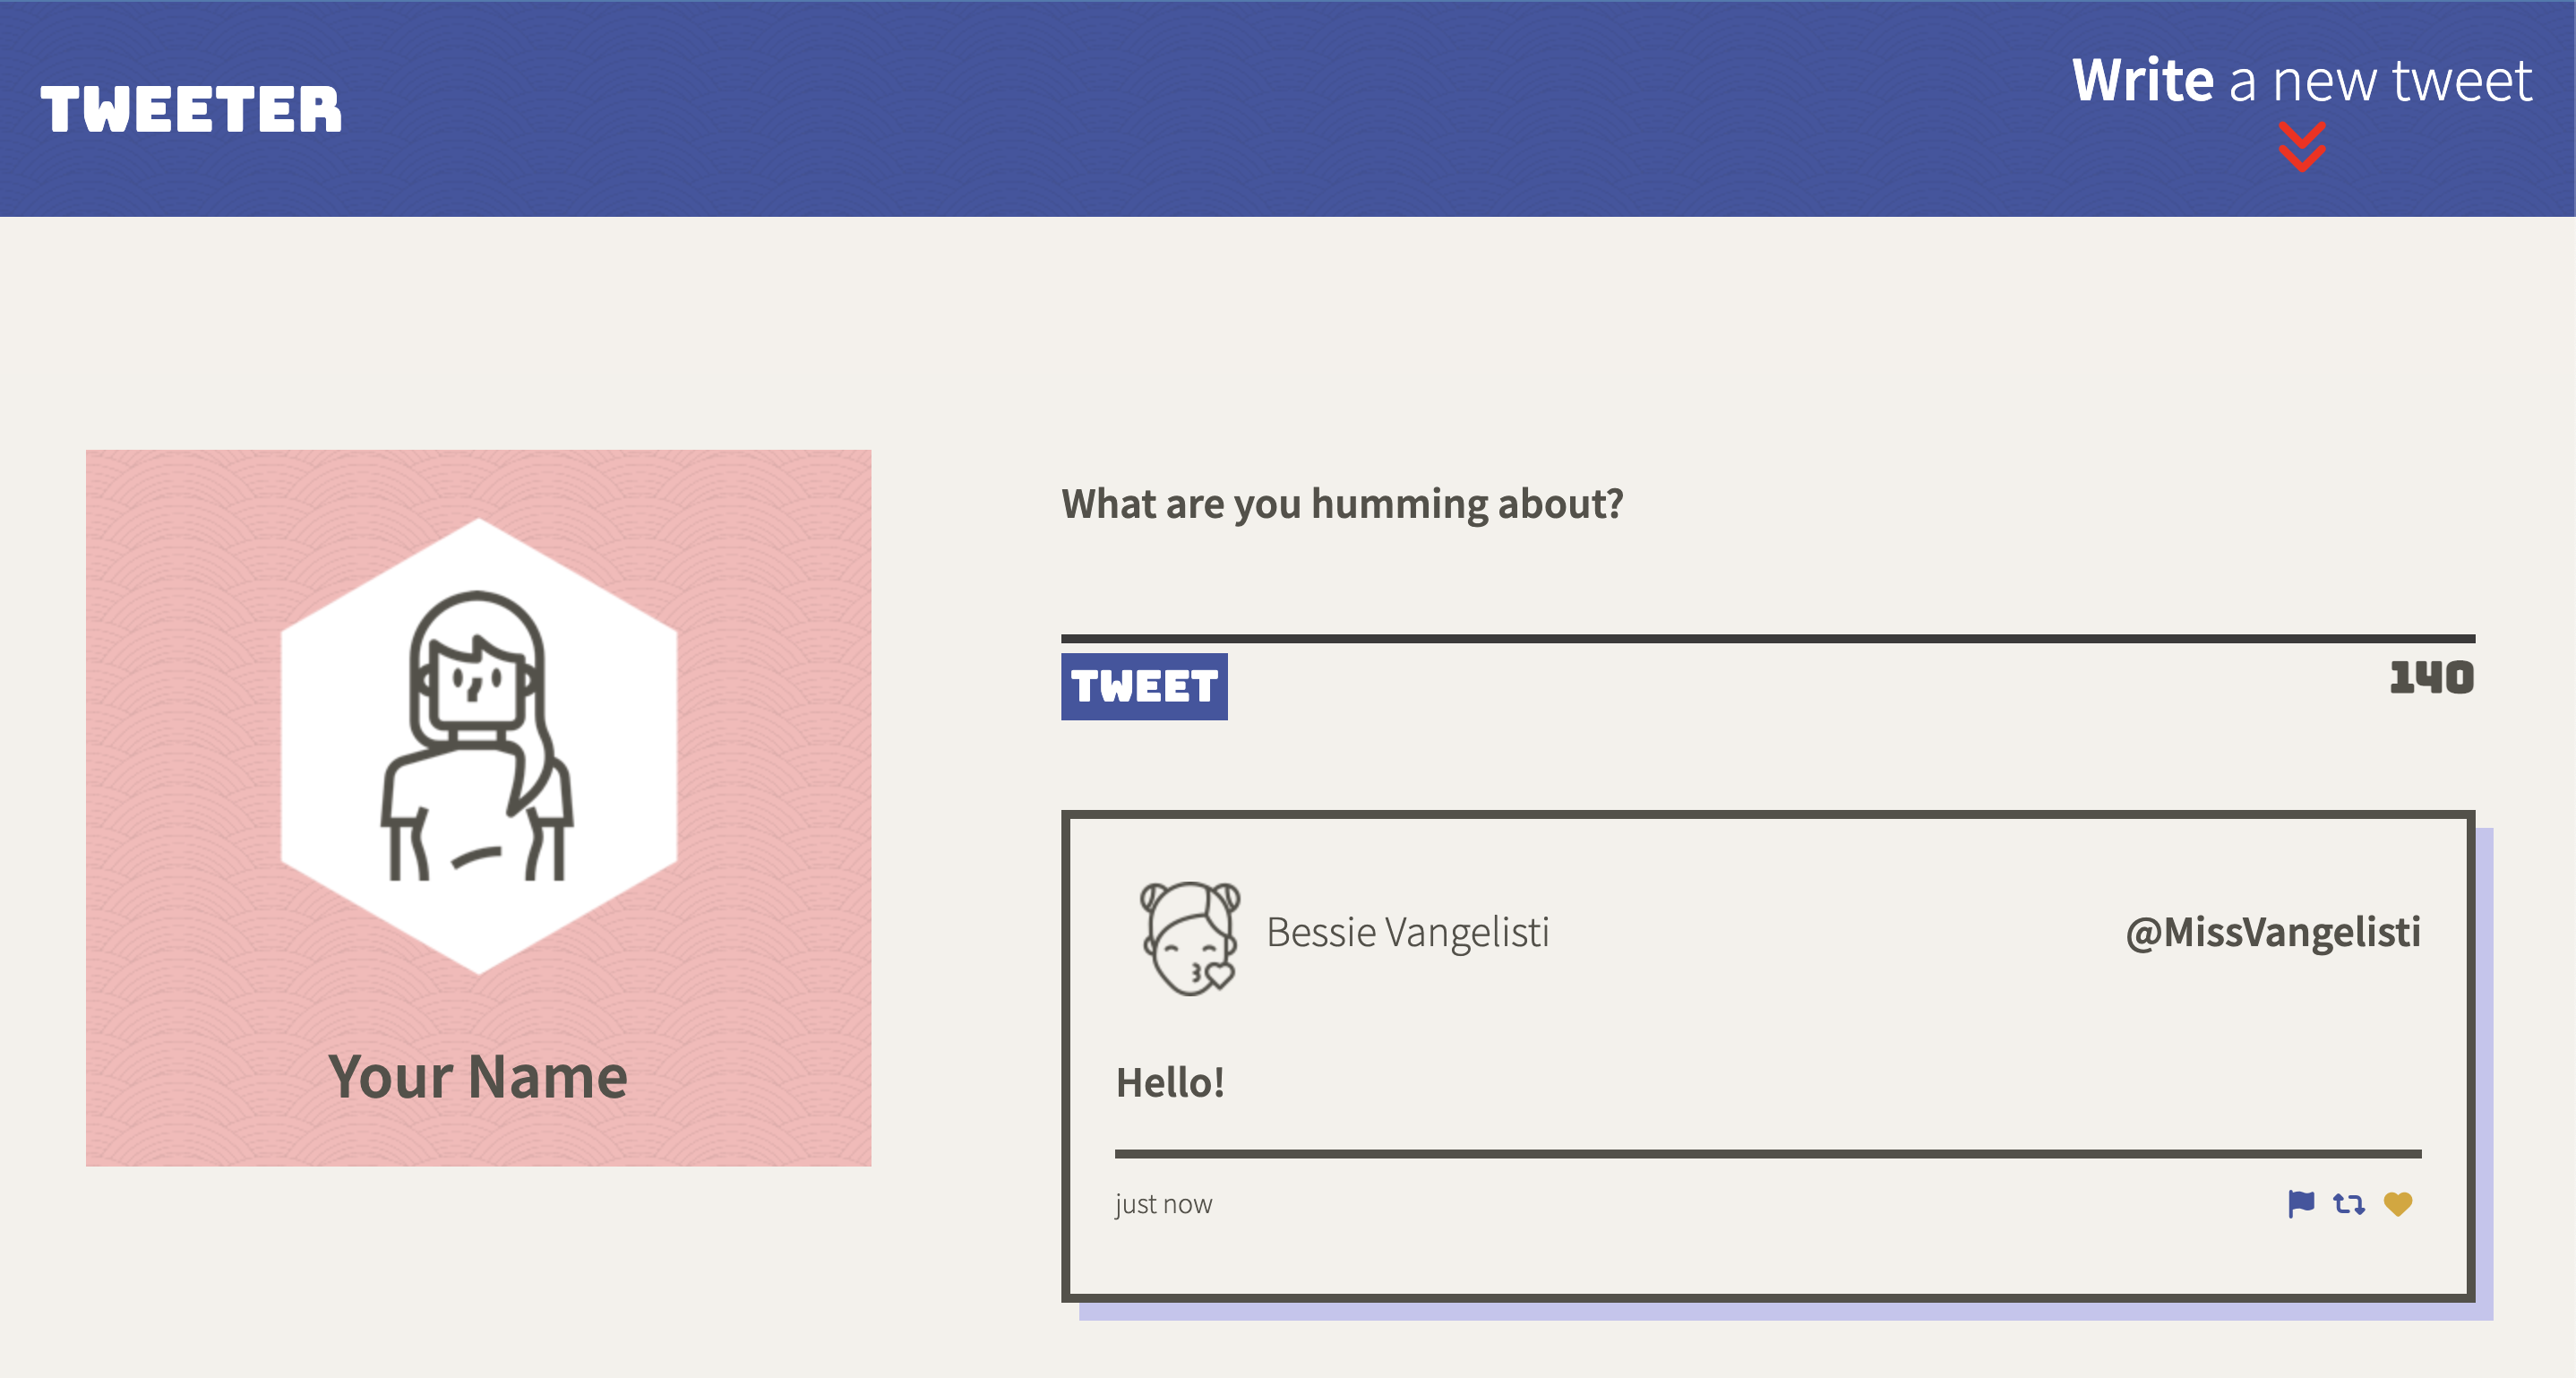 TWEETER
Write a new tweet
Your Name
What are you humming about?
TWEET
140
Bessie Vangelisti
@MissVangelisti
Hello!
just now